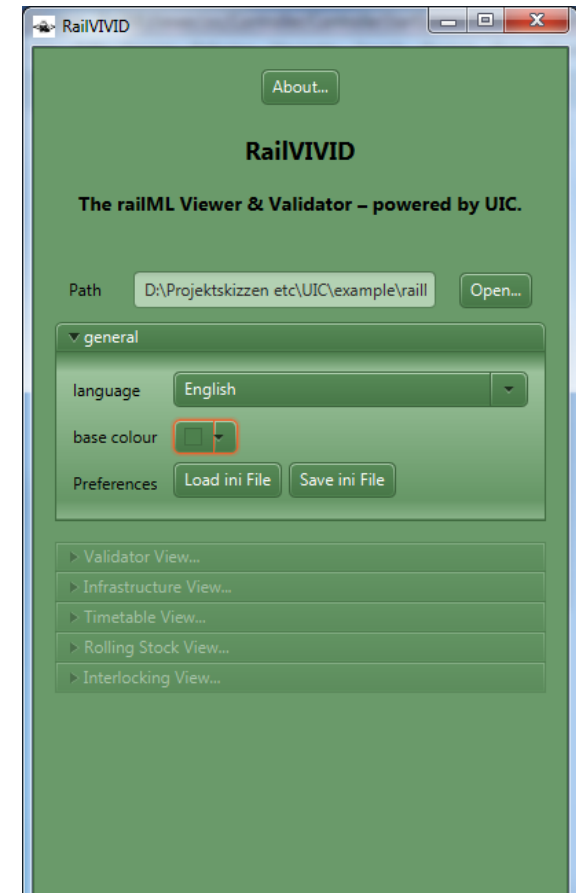 RailVIVID
About...
RailVIVID
The railML Viewer & Validator – powered by UIC.
Path D:\Projektskizzen etc\UIC\example\raill Open...
general
language English
base colour
Preferences Load ini File Save ini File
Validator View...
Infrastructure View...
Timetable View...
Rolling Stock View...
Interlocking View...